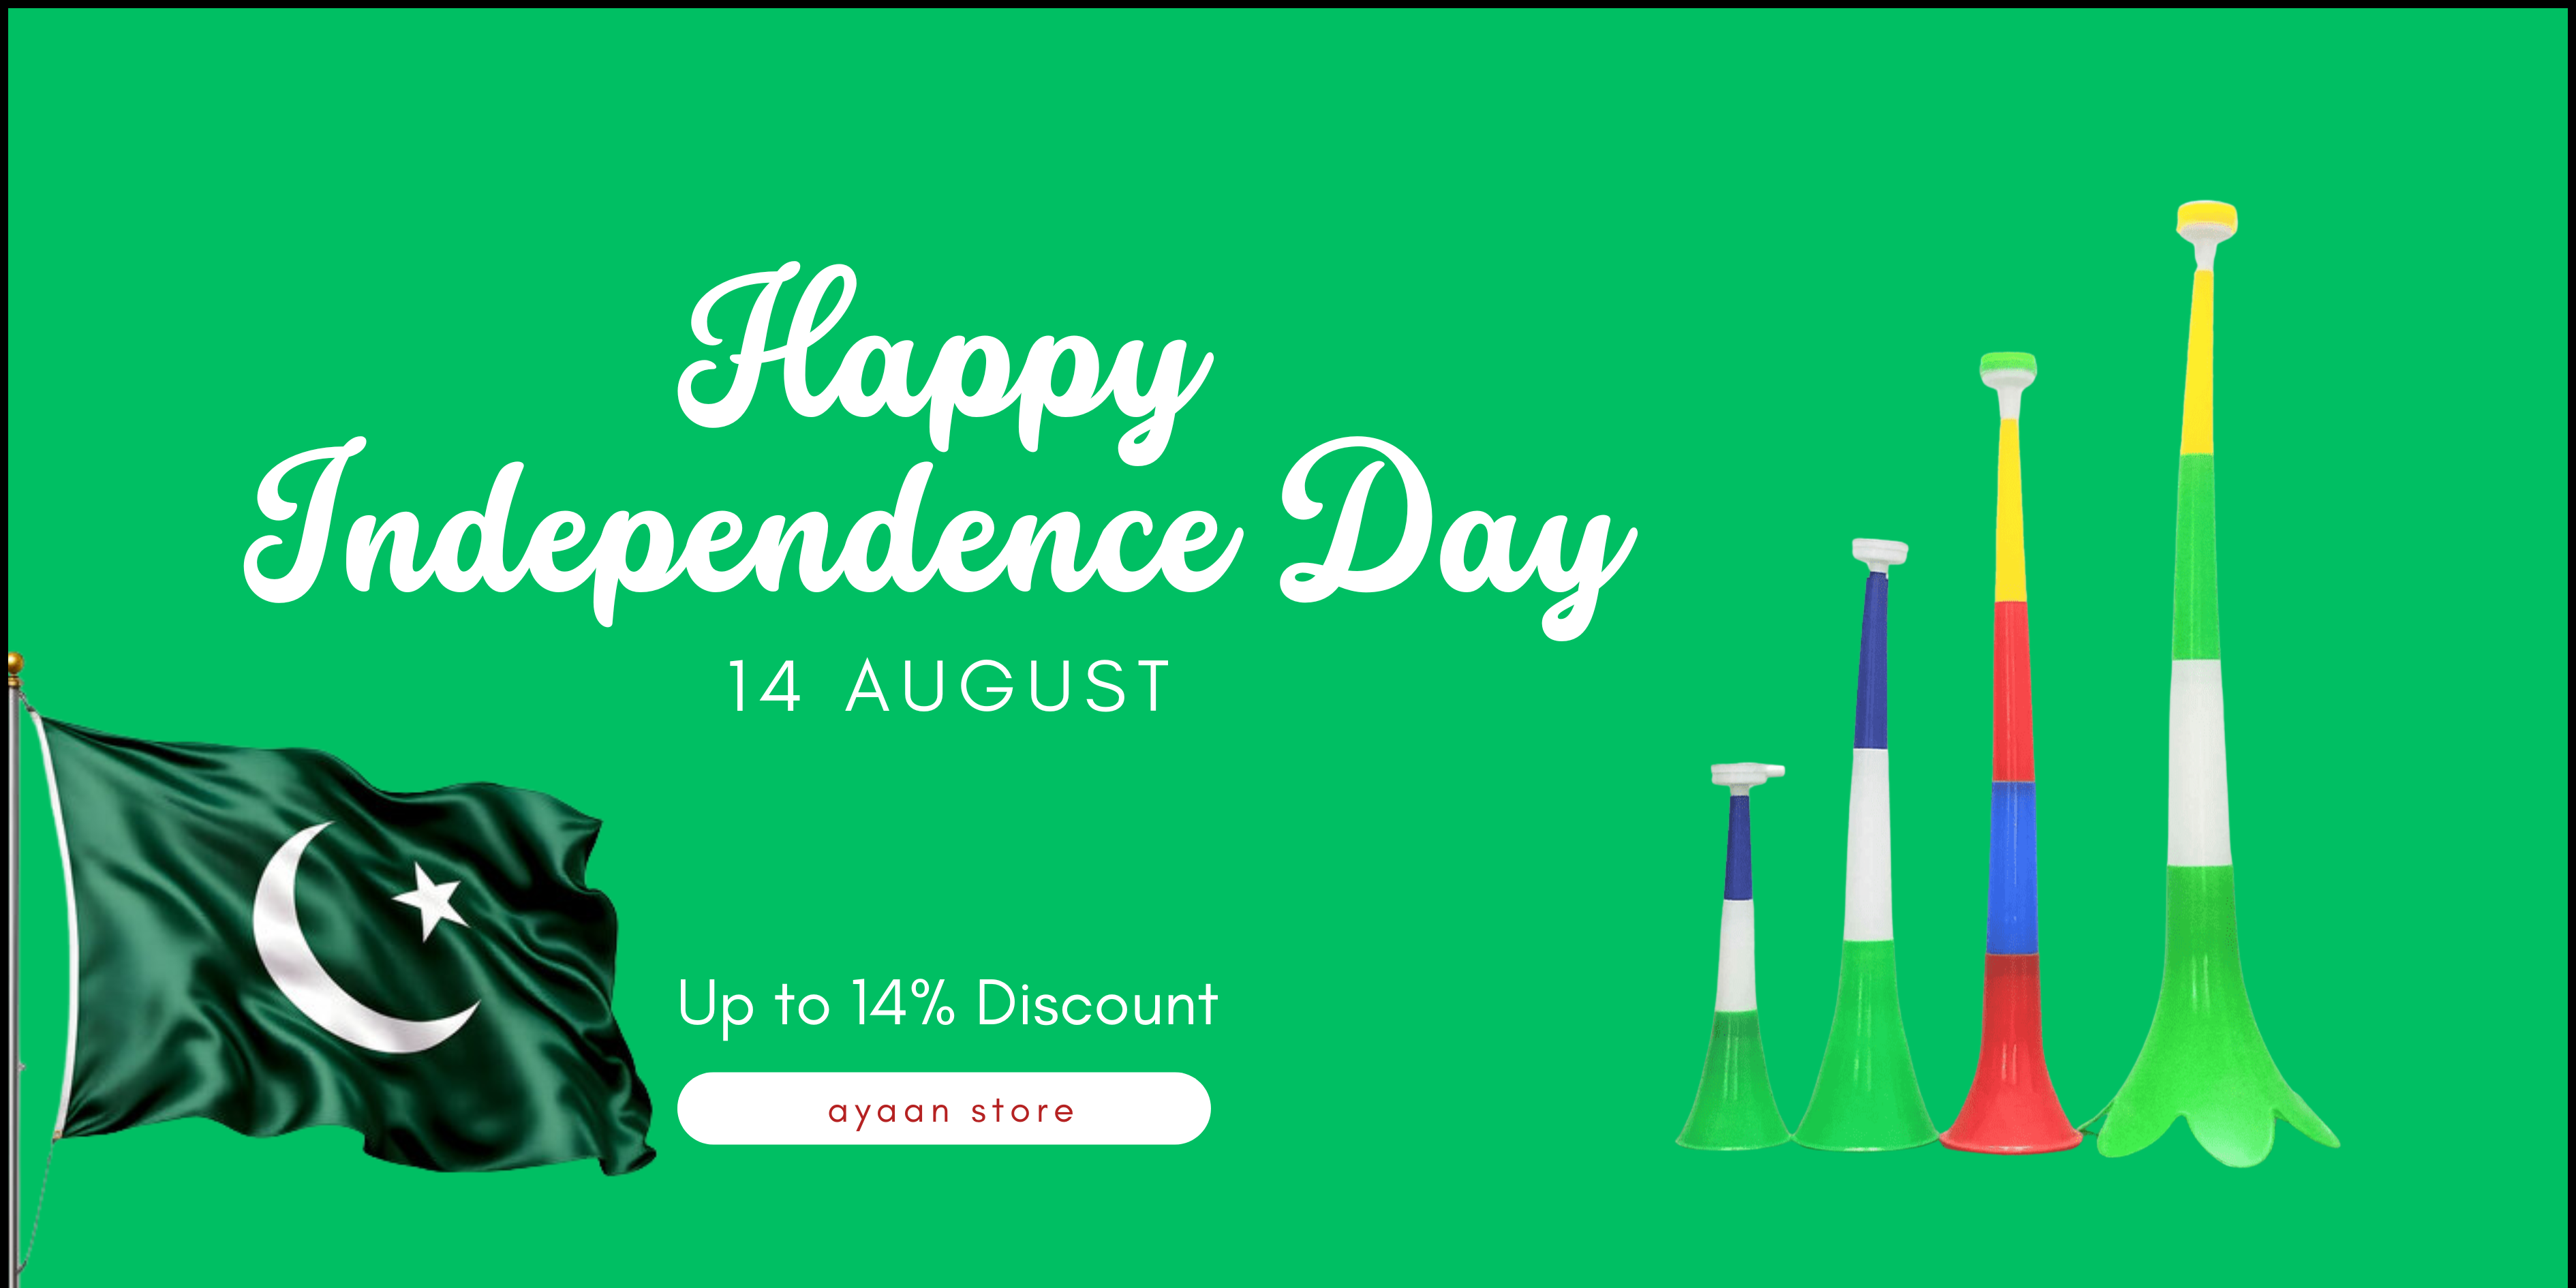 Happy
Independence Day
14 AUGUST
Up to 14% Discount
ayaan store